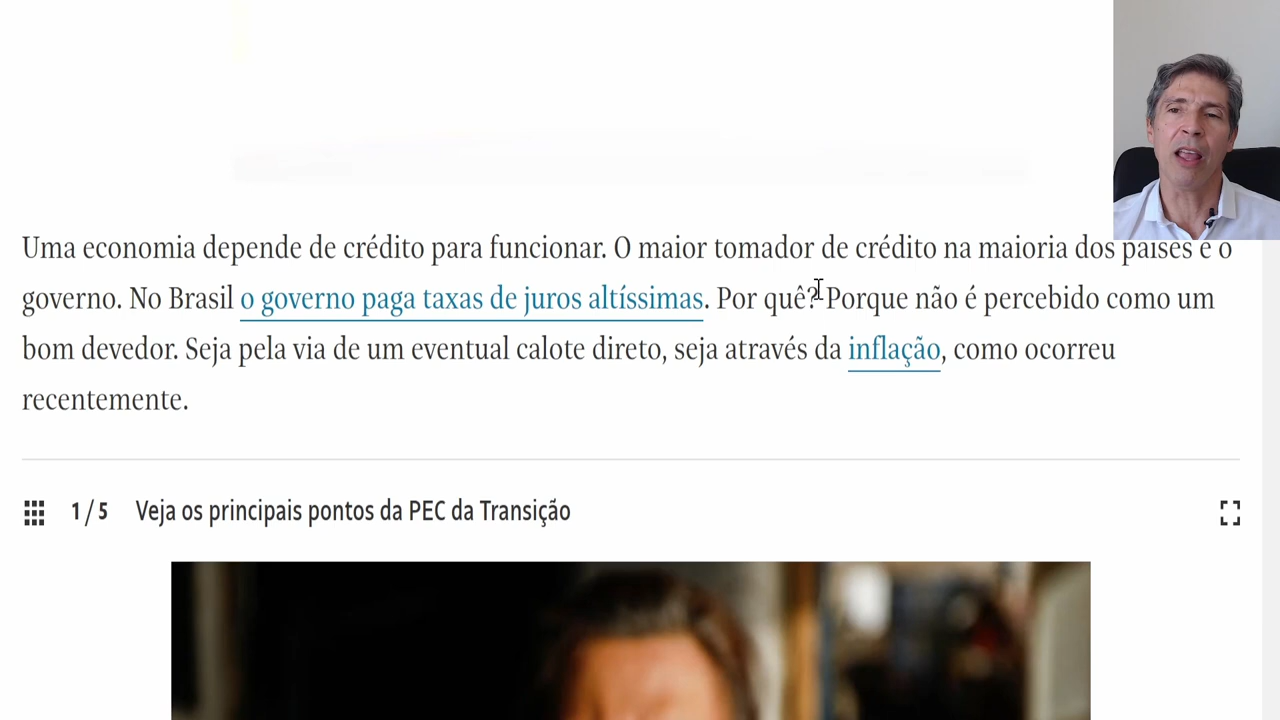 Uma economia depende de crédito para funcionar. O maior tomador de crédito na maioria dos países é o
governo. No Brasil o governo paga taxas de juros altíssimas. Por quê? Porque não é percebido como um
bom devedor. Seja pela via de um eventual calote direto, seja através da inflação, como ocorreu
recentemente.
1/5 Veja os principais pontos da PEC da Transição